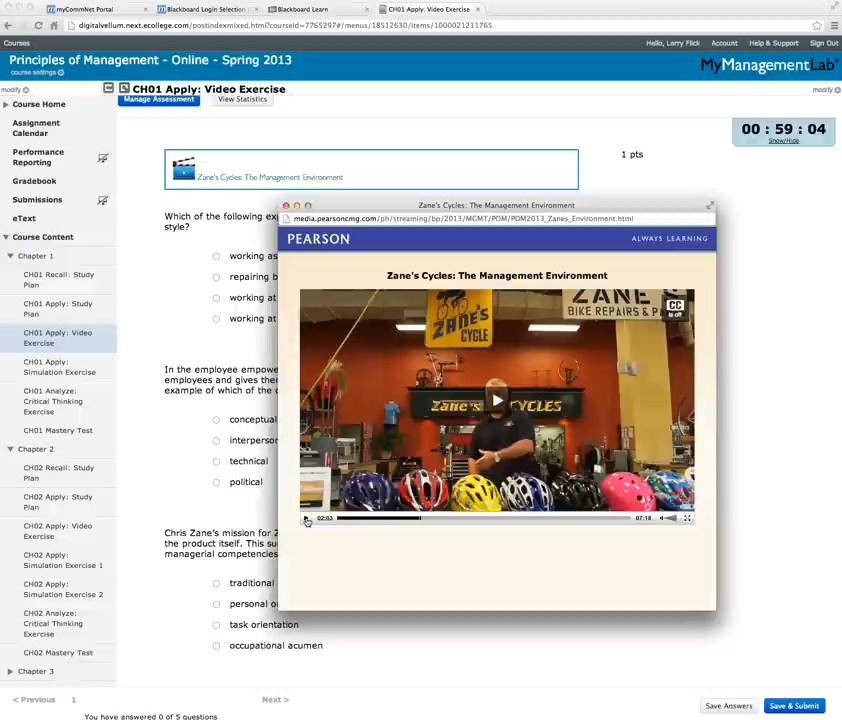 myCommNet Portal
Blackboard Login Selection (
Blackboard Learn
CH01 Apply: Video Exercise
digitalvellum.next.ecollege.com/postindexmixed.html?courseId=7765297#/menus/18512630/items/1000021211765
Courses
Hello, Larry Flick
Account
Help & Support
Sign Out
Principles of Management - Online - Spring 2013
course settings
MyManagementLab
modify
CH01 Apply: Video Exercise
modify
Manage Assessment
View Statistics
Course Home
Assignment
Calendar
Performance
Reporting
Gradebook
Submissions
eText
Course Content
Chapter 1
CH01 Recall: Study
Plan
CH01 Apply: Study
Plan
CH01 Apply: Video
Exercise
CH01 Apply:
Simulation Exercise
CH01 Analyze:
Critical Thinking
Exercise
CH01 Mastery Test
Chapter 2
CH02 Recall: Study
Plan
CH02 Apply: Study
Plan
CH02 Apply: Video
Exercise
CH02 Apply:
Simulation Exercise 1
CH02 Apply:
Simulation Exercise 2
CH02 Analyze:
Critical Thinking
Exercise
CH02 Mastery Test
Chapter 3
00 : 59 : 04
Show/Hide
1 pts
Zane's Cycles: The Management Environment
Which of the following
style?
working
repairing
working at
working at
In the employee
employees and gives
example of which of the
conceptual
technical
political
Chris Zane's mission for
the product itself. This
managerial competencies
traditional
personal
task orientation
occupational acumen
Zane's Cycles: The Management Environment
media.pearsoncmg.com/ph/streaming/bp/2013/MCMT/POM/POM2013_Zanes_Environment.html
PEARSON
ALWAYS LEARNING
Zane's Cycles: The Management Environment
ZANE'S
CYCLE
ZANE
BIKE REPAIRS &
CC
is off
Zane's CYCLES
02:03
07:18
< Previous
1
Next >
You have answered 0 of 5 questions
Save Answers
Save & Submit